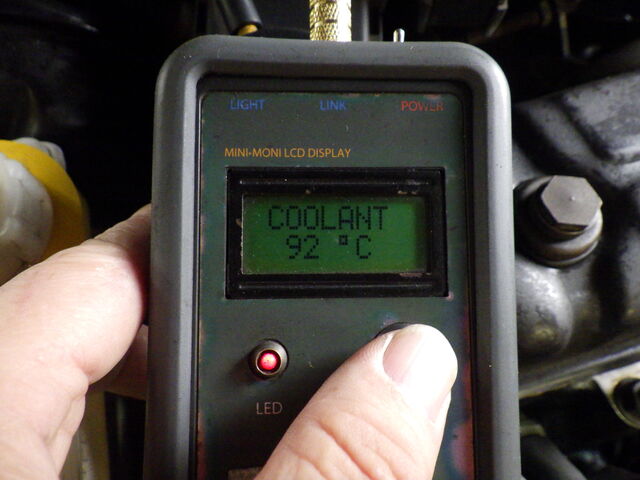 LIGHT LINK POWER
MINI-MONI LCD DISPLAY
COOLANT
92 °C
LED